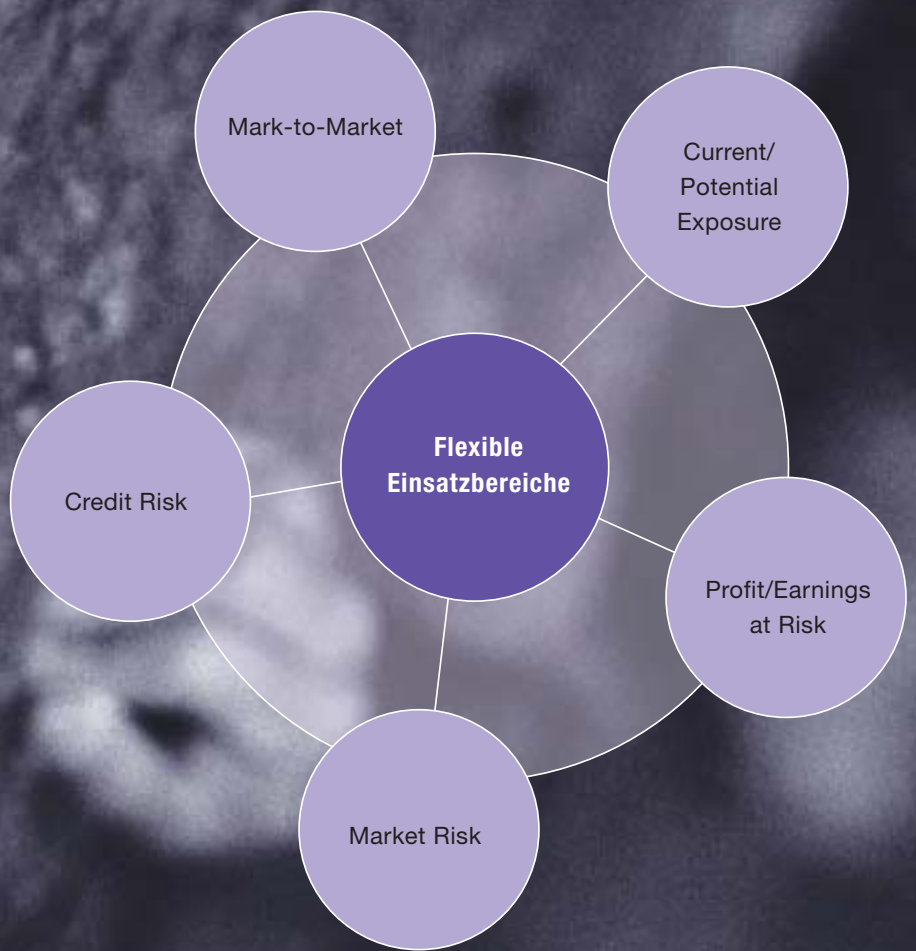 Mark-to-Market
Current/
Potential
Exposure
Flexible
Einsatzbereiche
Credit Risk
Profit/Earnings
at Risk
Market Risk